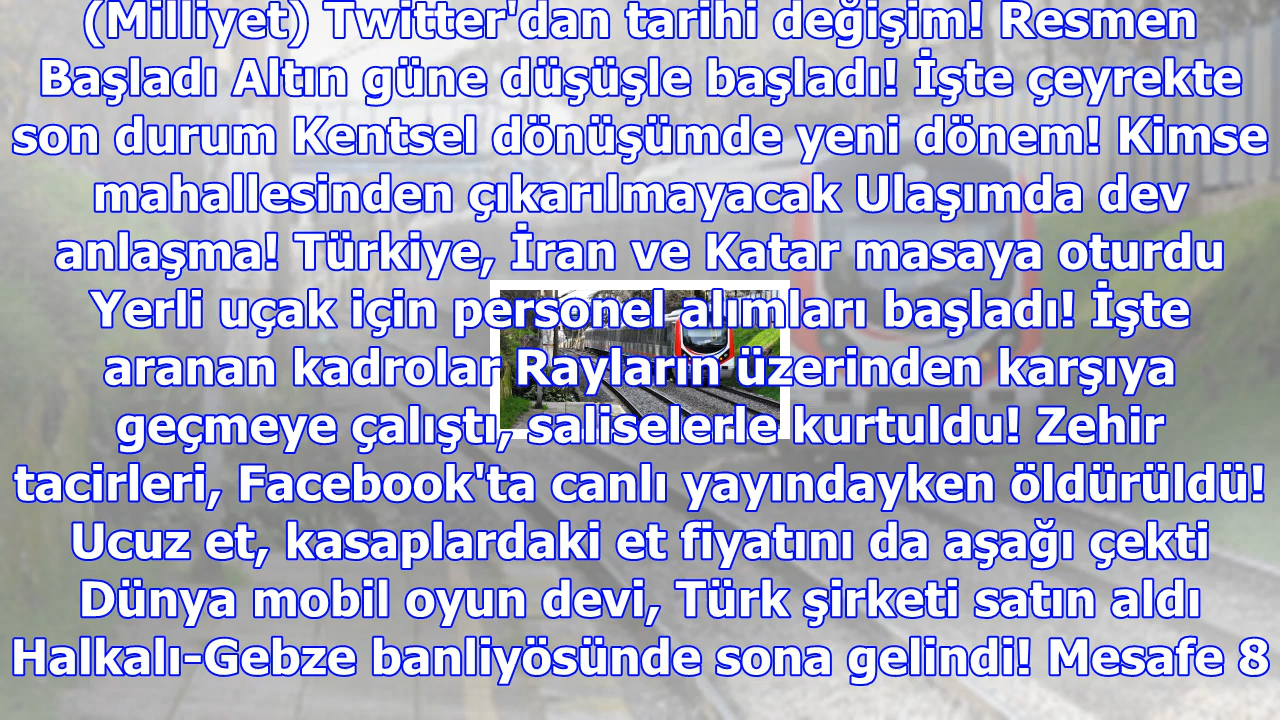 (Milliyet) Twitter'dan tarihi değişim! Resmen
Başladı Altın güne düşüşle başladı! İşte çeyrekte
son durum Kentsel dönüşümde yeni dönem! Kimse
mahallesinden çıkarılmayacak Ulaşımda dev
anlaşma! Türkiye, İran ve Katar masaya oturdu
Yerli uçak için personel alımları başladı! İşte
aranan kadrolar Rayların üzerinden karşıya
geçmeye çalıştı, saliselerle kurtuldu! Zehir
tacirleri, Facebook'ta canlı yayındayken öldürüldü!
Ucuz et, kasaplardaki et fiyatını da aşağı çekti
Dünya mobil oyun devi, Türk şirketi satın aldı
Halkalı-Gebze banliyösünde sona gelindi! Mesafe 8